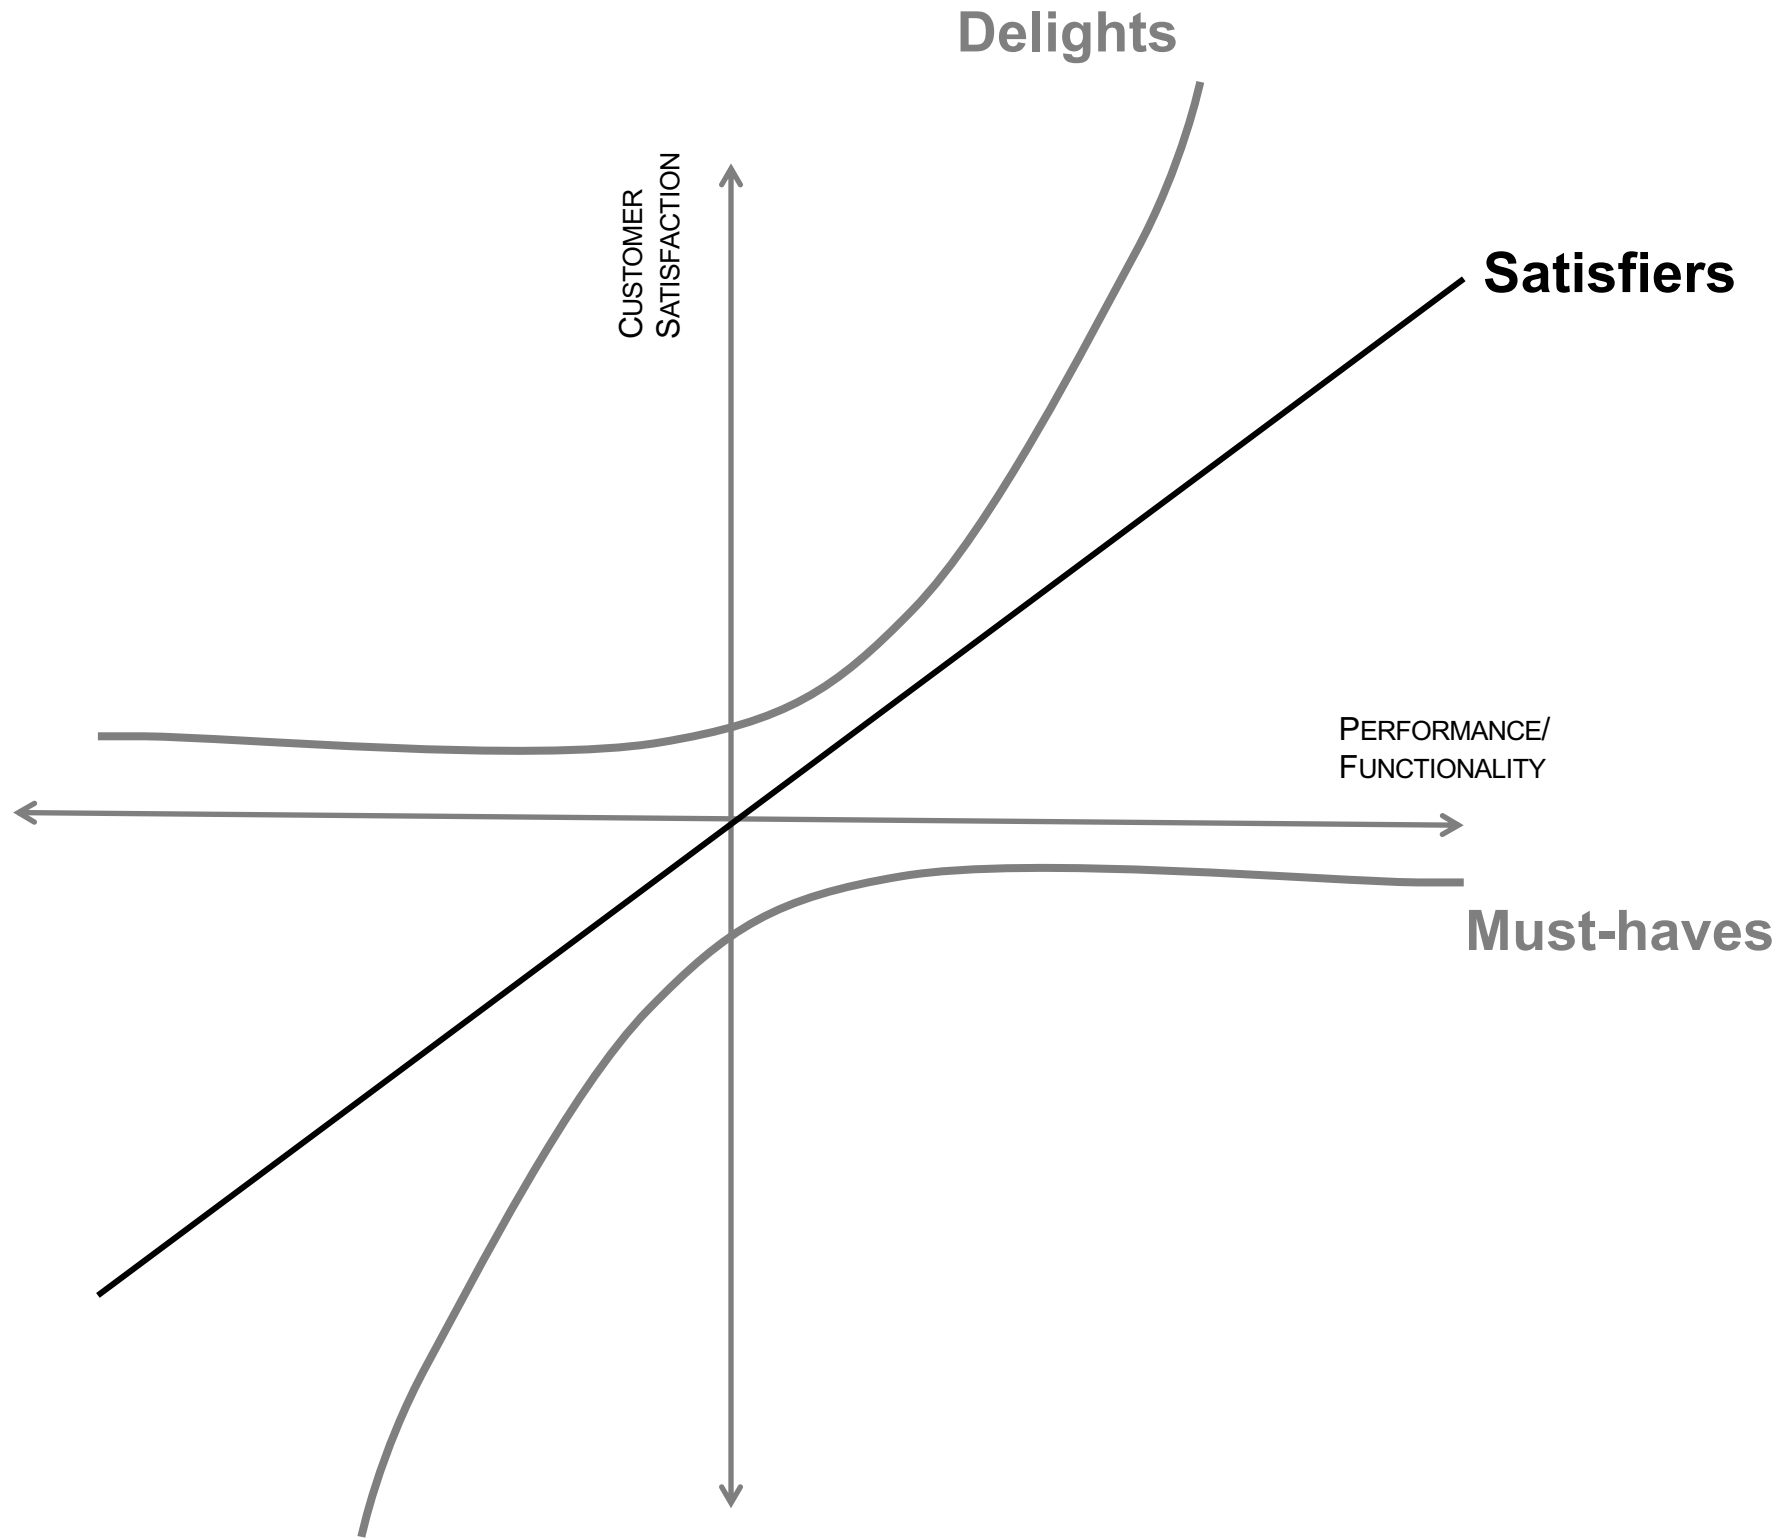 Delights
CUSTOMER
SATISFACTION
Satisfiers
PERFORMANCE/
FUNCTIONALITY
Must-haves